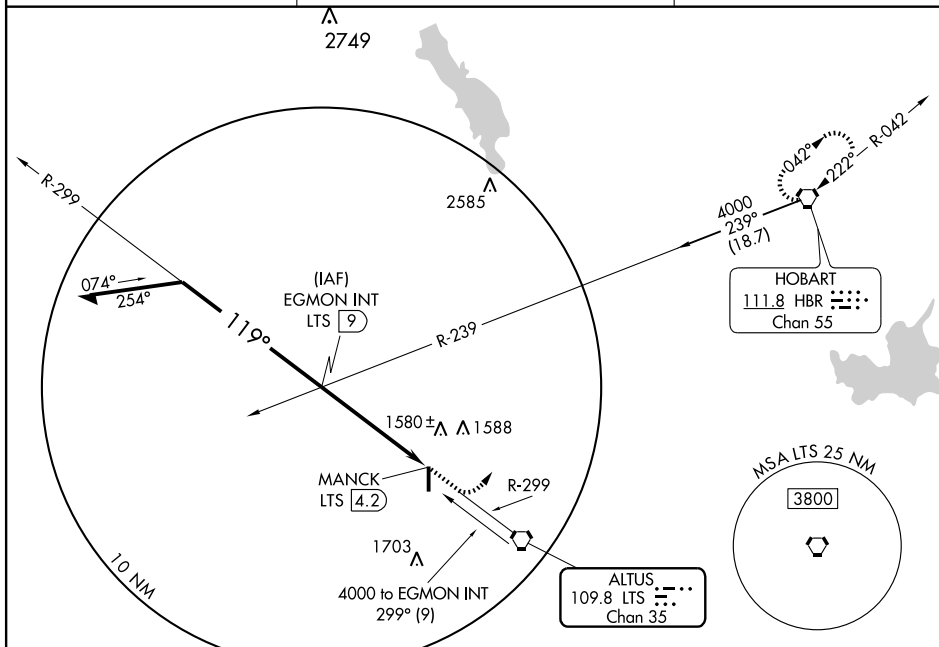 2749
R-042
042°
222°
R-299
2585
4000
239°
(18.7)
074°
254°
(IAF)
EGMON INT
LTS 9
HOBART
111.8 HBR
Chan 55
119°
R-239
1580 ±
1588
MANCK
LTS 4.2
R-299
MSA LTS 25 NM
3800
1703
10 NM
4000 to EGMON INT
299° (9)
ALTUS
109.8 LTS
Chan 35